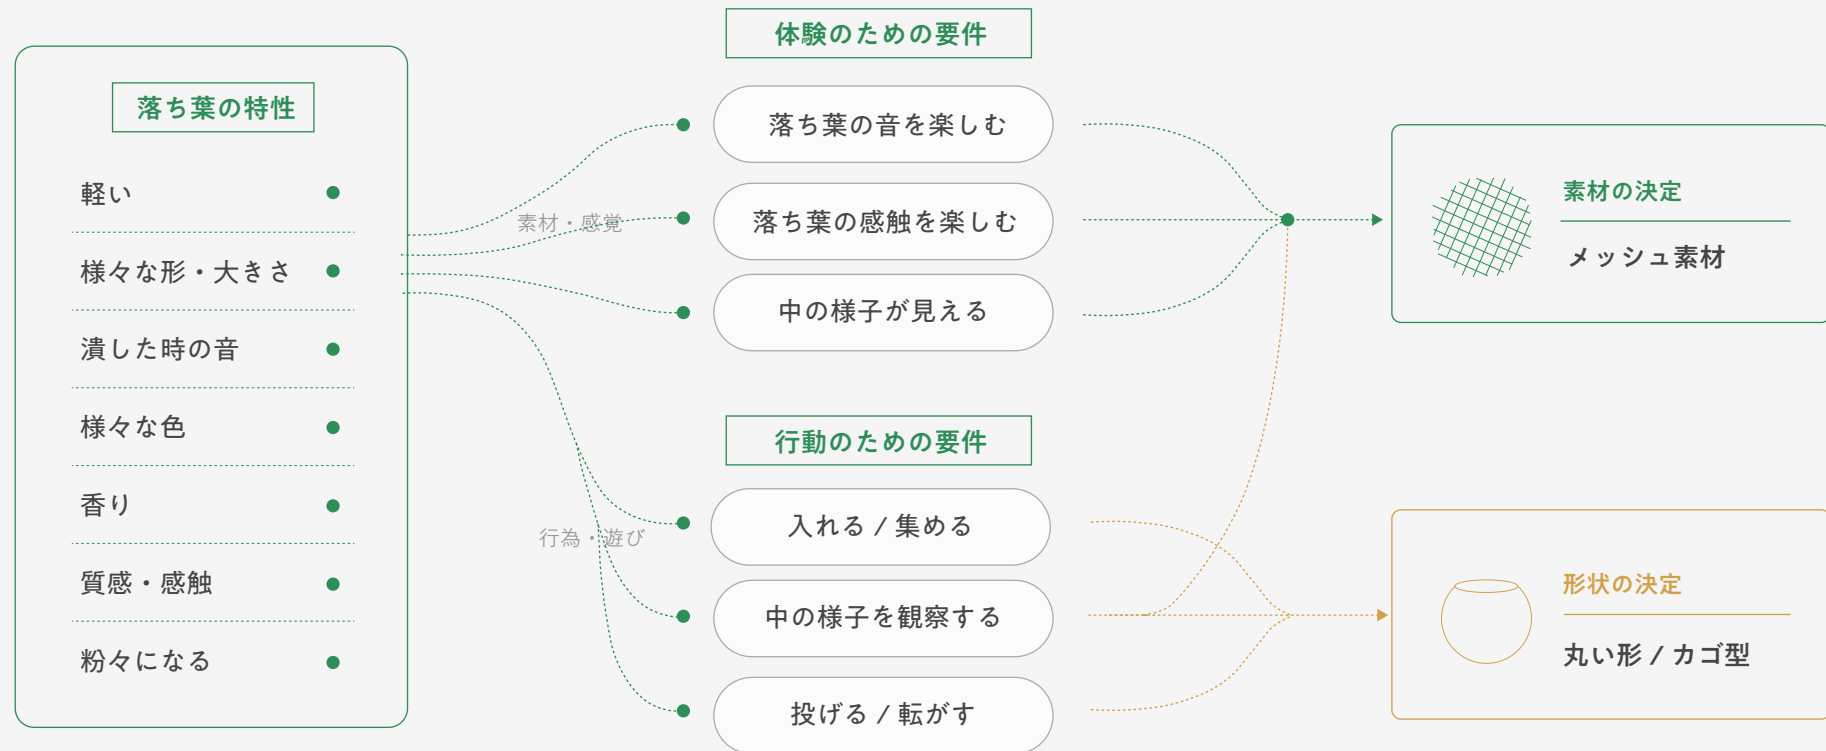 落ち葉の特性
軽い
様々な形・大きさ
潰した時の音
様々な色
香り
質感・感触
粉々になる
素材・感覚
行為・遊び
体験のための要件
落ち葉の音を楽しむ
落ち葉の感触を楽しむ
中の様子が見える
行動のための要件
入れる / 集める
中の様子を観察する
投げる / 転がす
素材の決定
メッシュ素材
形状の決定
丸い形 / カゴ型